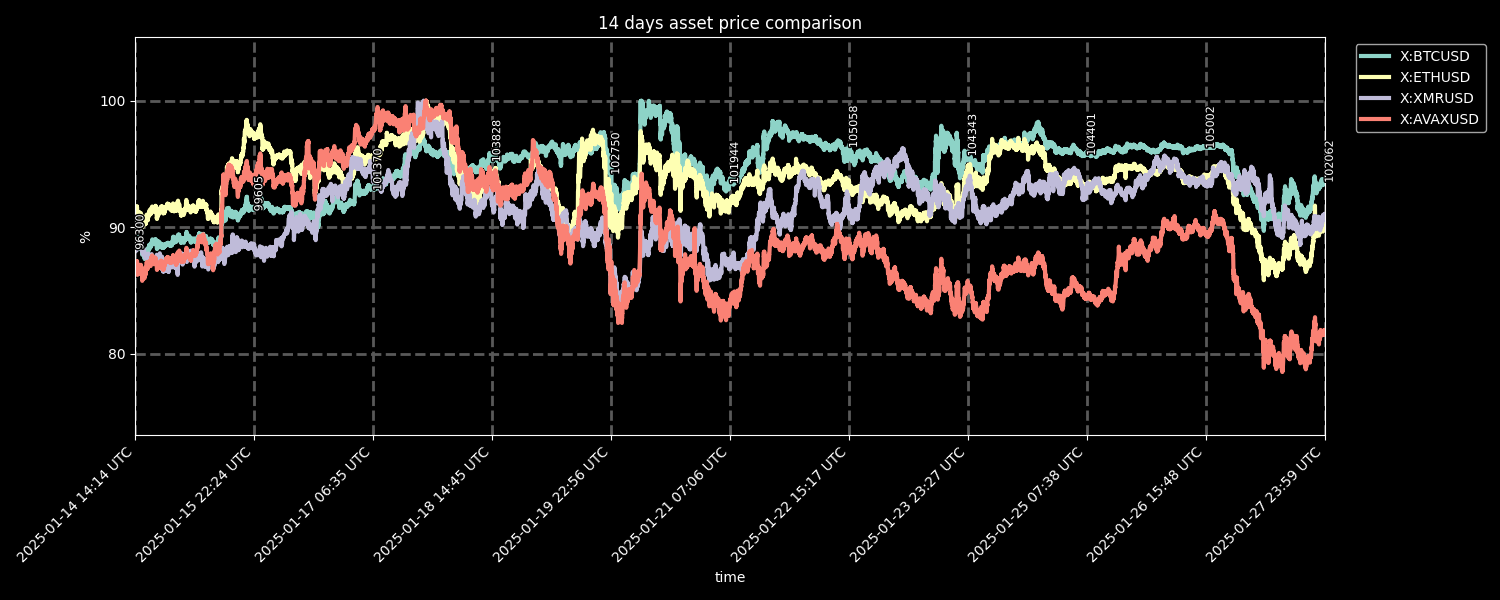 14 days asset price comparison
X:BTCUSD
X:ETHUSD
X:XMRUSD
X:AVAXUSD
100
90
80
%
96300
99605
101370
103828
102750
101944
105058
104343
104401
105002
102062
2025-01-14 14:14 UTC
2025-01-15 22:24 UTC
2025-01-17 06:35 UTC
2025-01-18 14:45 UTC
2025-01-19 22:56 UTC
2025-01-21 07:06 UTC
2025-01-22 15:17 UTC
2025-01-23 23:27 UTC
2025-01-25 07:38 UTC
2025-01-26 15:48 UTC
2025-01-27 23:59 UTC
time